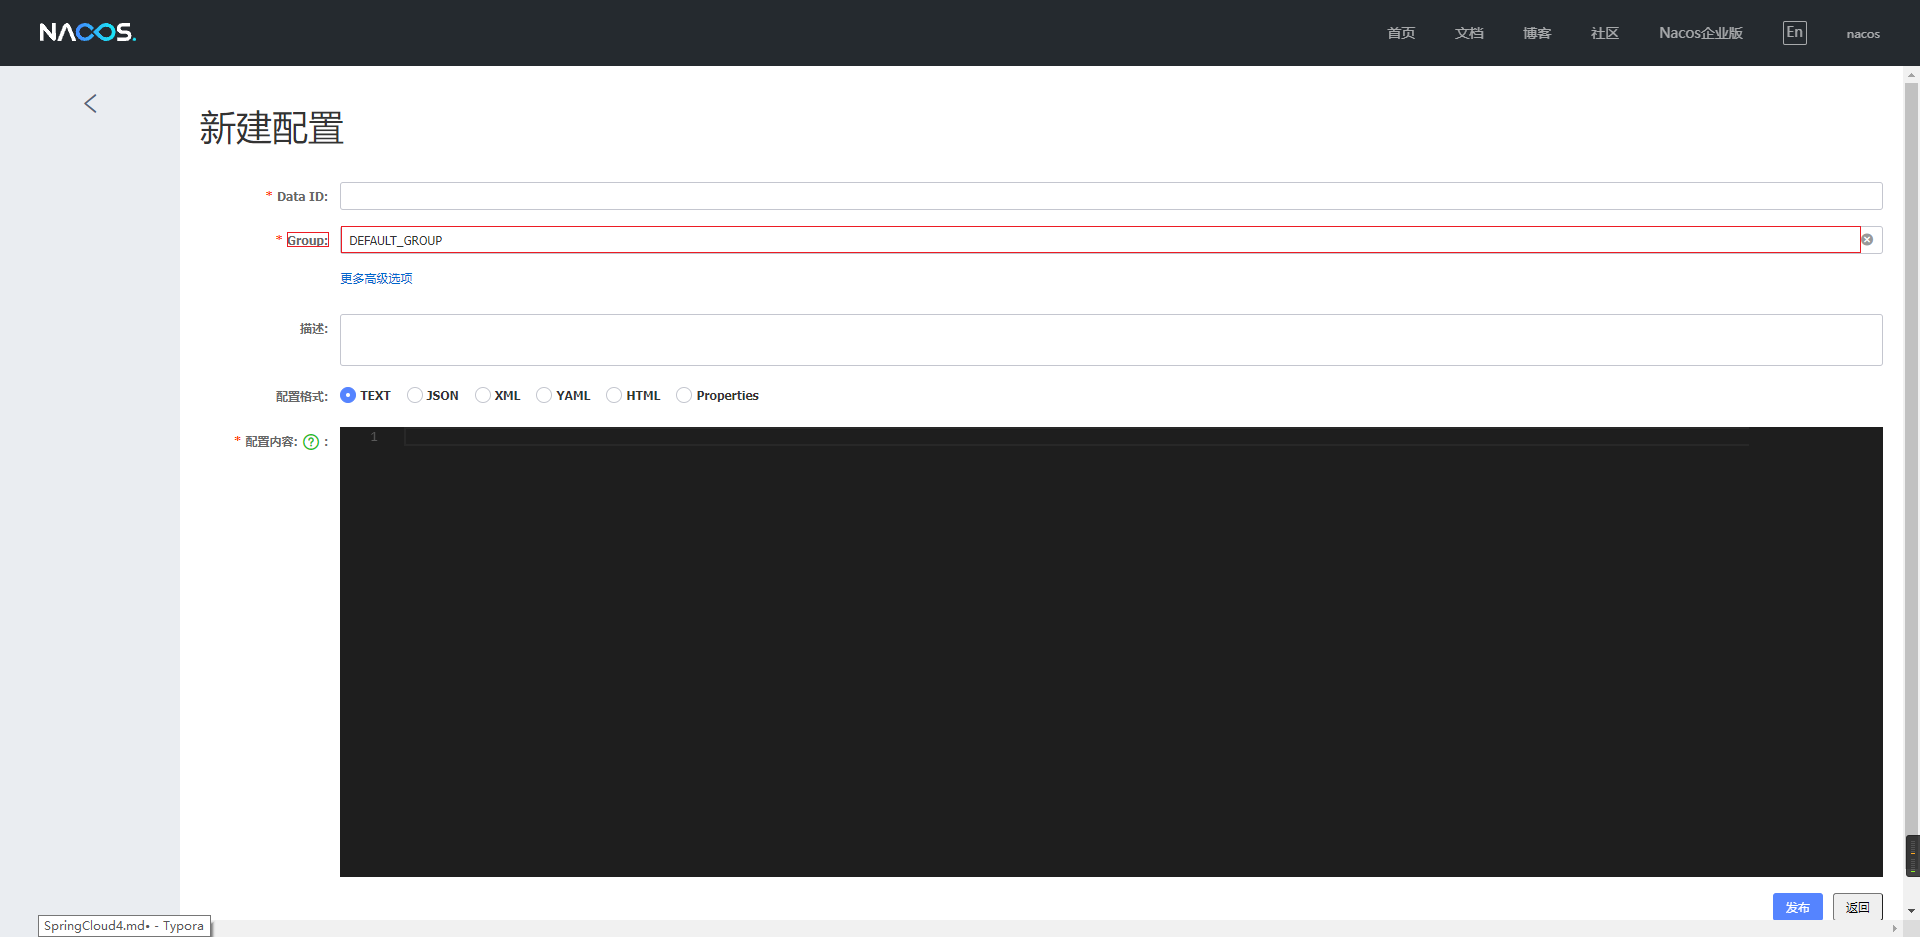 NACOS.
首页 文档 博客 社区 Nacos企业版 En nacos
新建配置
* Data ID:
* Group: DEFAULT_GROUP
更多高级选项
描述:
配置格式: TEXT JSON XML YAML HTML Properties
* 配置内容: ? :
1
发布 返回
SpringCloud4.md• - Typora